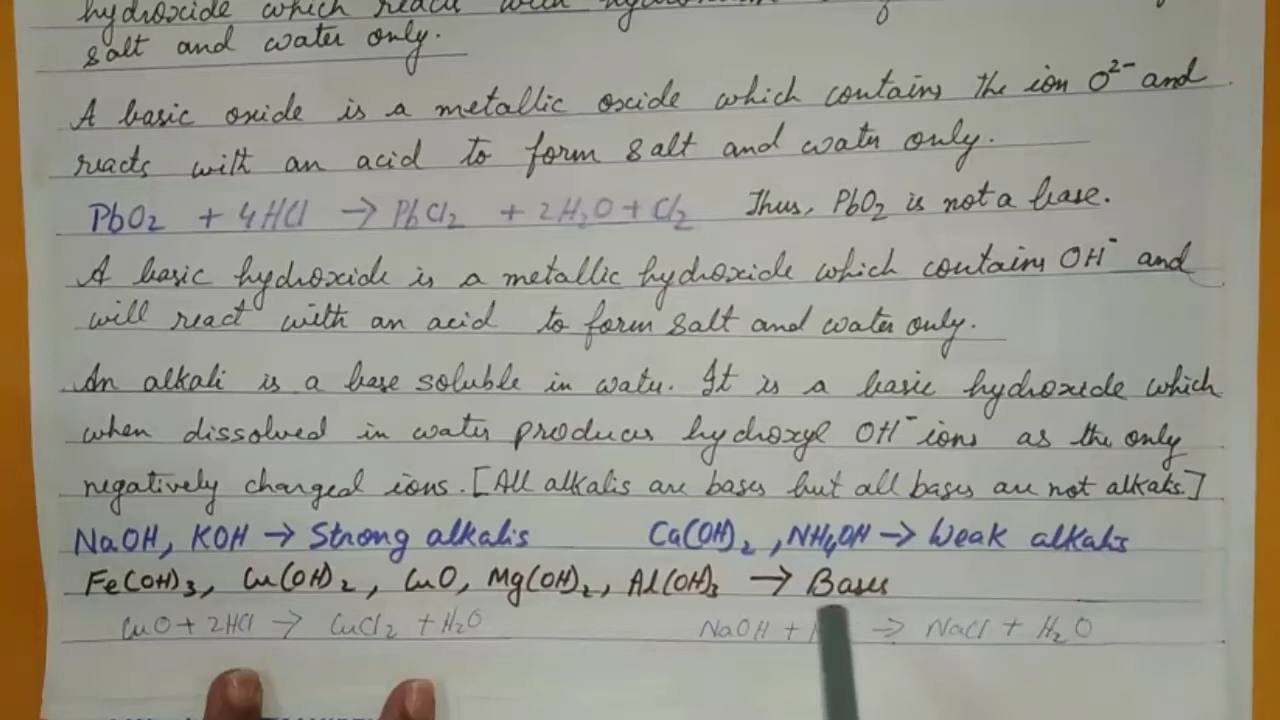 hydroxide which reacts with
salt and water only.
A basic oxide is a metallic oxide which contains the ion O²⁻ and
reacts with an acid to form salt and water only.
PbO₂ + 4HCl → PbCl₂ + 2H₂O + Cl₂ Thus, PbO₂ is not a base.
A basic hydroxide is a metallic hydroxide which contains OH⁻ and
will react with an acid to form salt and water only.
An alkali is a base soluble in water. It is a basic hydroxide which
when dissolved in water produces hydroxyl OH⁻ ions as the only
negatively charged ions. [All alkalis are bases but all bases are not alkalis.]
NaOH, KOH → Strong alkalis Ca(OH)₂, NH₄OH → Weak alkalis
Fe(OH)₃, Cu(OH)₂, CuO, Mg(OH)₂, Al(OH)₃ → Bases
CuO + 2HCl → CuCl₂ + H₂O NaOH + → NaCl + H₂O